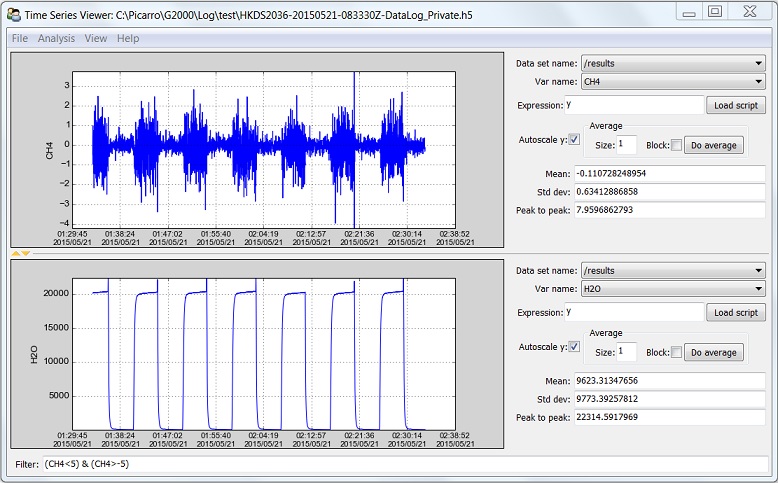 Time Series Viewer: C:\Picarro\G2000\Log\test\HKDS2036-20150521-083330Z-DataLog_Private.h5
File Analysis View Help
3
2
1
0
−1
−2
−3
−4
CH4
01:29:45 01:38:24 01:47:02 01:55:40 02:04:19 02:12:57 02:21:36 02:30:14 02:38:52
2015/05/21 2015/05/21 2015/05/21 2015/05/21 2015/05/21 2015/05/21 2015/05/21 2015/05/21 2015/05/21
Data set name: /results
Var name: CH4
Expression: y Load script
Average
Autoscale y: Size: 1 Block: Do average
Mean: -0.110728248954
Std dev: 0.63412886858
Peak to peak: 7.9596862793
20000
15000
10000
5000
H2O
01:29:45 01:38:24 01:47:02 01:55:40 02:04:19 02:12:57 02:21:36 02:30:14 02:38:52
2015/05/21 2015/05/21 2015/05/21 2015/05/21 2015/05/21 2015/05/21 2015/05/21 2015/05/21 2015/05/21
Data set name: /results
Var name: H2O
Expression: y Load script
Average
Autoscale y: Size: 1 Block: Do average
Mean: 9623.31347656
Std dev: 9773.39257812
Peak to peak: 22314.5917969
Filter: (CH4<5) & (CH4>-5)